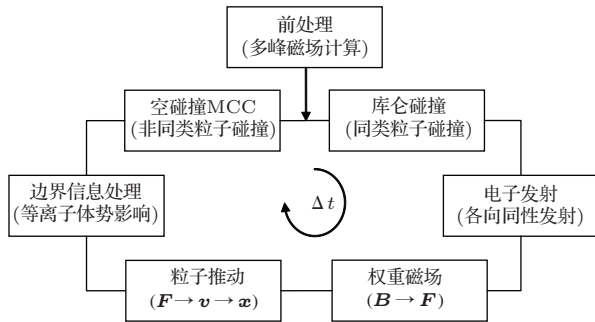 前处理
(多峰磁场计算)
空碰撞MCC
(非同类粒子碰撞)
库仑碰撞
(同类粒子碰撞)
边界信息处理
(等离子体势影响)
Δt
电子发射
(各向同性发射)
粒子推动
(F→v→x)
权重磁场
(B→F)